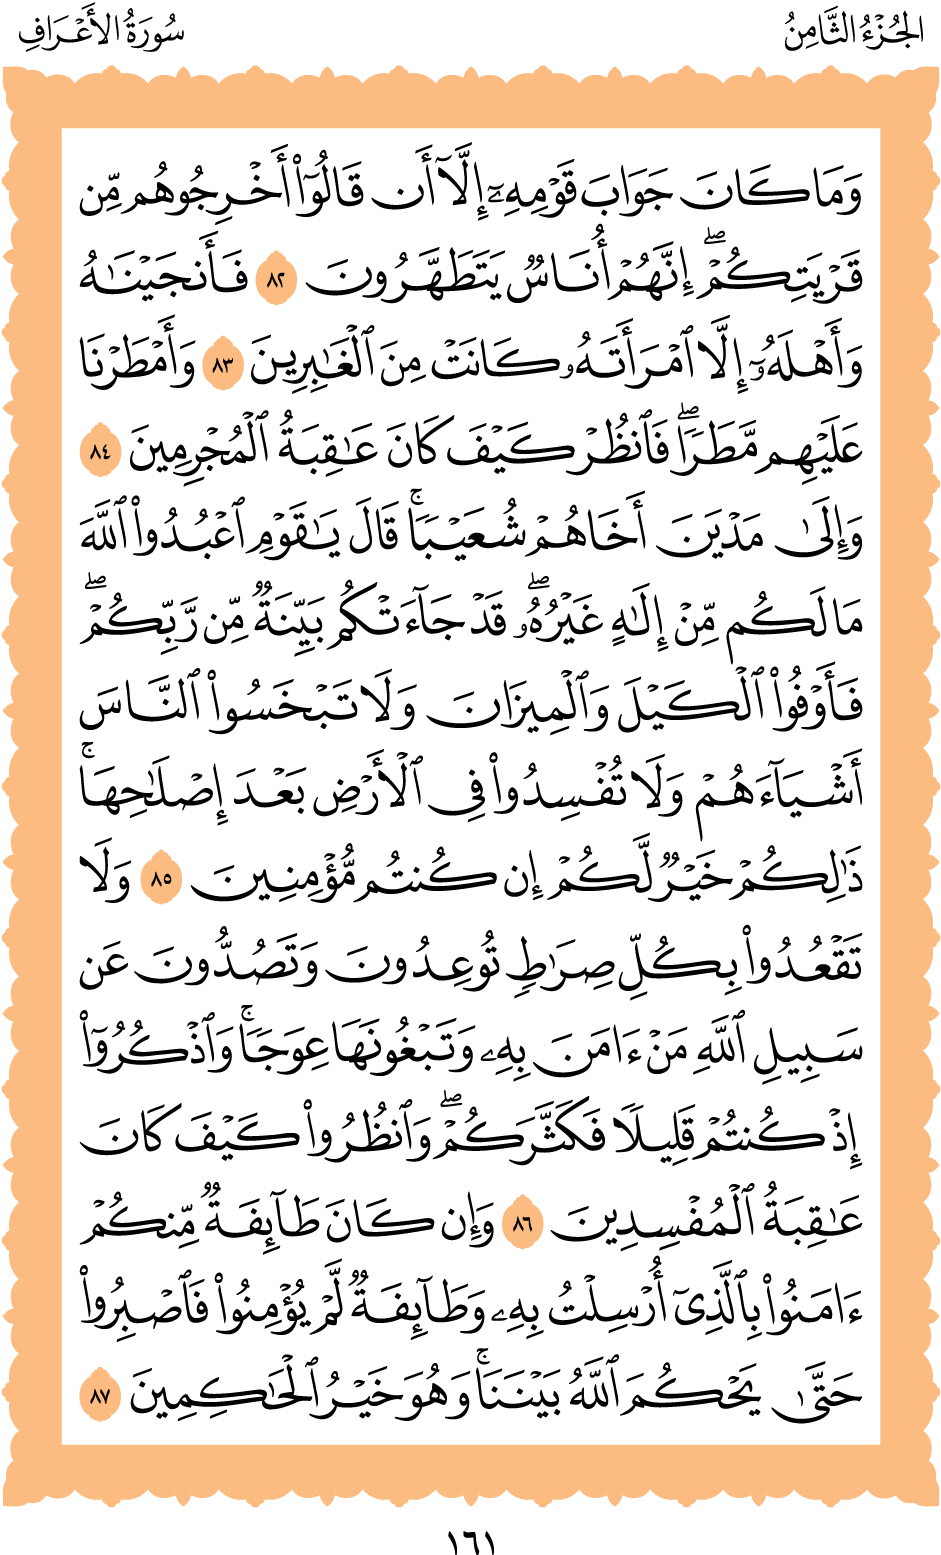 الجُزْءُ الثَّامِنُ
سُورَةُ الأَعْرَافِ
وَمَا كَانَ جَوَابَ قَوْمِهِۦٓ إِلَّآ أَن قَالُوٓا۟ أَخْرِجُوهُم مِّن
قَرْيَتِكُمْ ۖ إِنَّهُمْ أُنَاسٌ يَتَطَهَّرُونَ ٨٢ فَأَنجَيْنَـٰهُ
وَأَهْلَهُۥٓ إِلَّا ٱمْرَأَتَهُۥ كَانَتْ مِنَ ٱلْغَـٰبِرِينَ ٨٣ وَأَمْطَرْنَا
عَلَيْهِم مَّطَرًا ۖ فَٱنظُرْ كَيْفَ كَانَ عَـٰقِبَةُ ٱلْمُجْرِمِينَ ٨٤
وَإِلَىٰ مَدْيَنَ أَخَاهُمْ شُعَيْبًا ۗ قَالَ يَـٰقَوْمِ ٱعْبُدُوا۟ ٱللَّهَ
مَا لَكُم مِّنْ إِلَـٰهٍ غَيْرُهُۥ ۖ قَدْ جَآءَتْكُم بَيِّنَةٌ مِّن رَّبِّكُمْ ۖ
فَأَوْفُوا۟ ٱلْكَيْلَ وَٱلْمِيزَانَ وَلَا تَبْخَسُوا۟ ٱلنَّاسَ
أَشْيَآءَهُمْ وَلَا تُفْسِدُوا۟ فِى ٱلْأَرْضِ بَعْدَ إِصْلَـٰحِهَا ۚ
ذَٰلِكُمْ خَيْرٌ لَّكُمْ إِن كُنتُم مُّؤْمِنِينَ ٨٥ وَلَا
تَقْعُدُوا۟ بِكُلِّ صِرَٰطٍ تُوعِدُونَ وَتَصُدُّونَ عَن
سَبِيلِ ٱللَّهِ مَنْ ءَامَنَ بِهِۦ وَتَبْغُونَهَا عِوَجًا ۚ وَٱذْكُرُوٓا۟
إِذْ كُنتُمْ قَلِيلًا فَكَثَّرَكُمْ ۖ وَٱنظُرُوا۟ كَيْفَ كَانَ
عَـٰقِبَةُ ٱلْمُفْسِدِينَ ٨٦ وَإِن كَانَ طَآئِفَةٌ مِّنكُمْ
ءَامَنُوا۟ بِٱلَّذِىٓ أُرْسِلْتُ بِهِۦ وَطَآئِفَةٌ لَّمْ يُؤْمِنُوا۟ فَٱصْبِرُوا۟
حَتَّىٰ يَحْكُمَ ٱللَّهُ بَيْنَنَا ۚ وَهُوَ خَيْرُ ٱلْحَـٰكِمِينَ ٨٧
١٦١